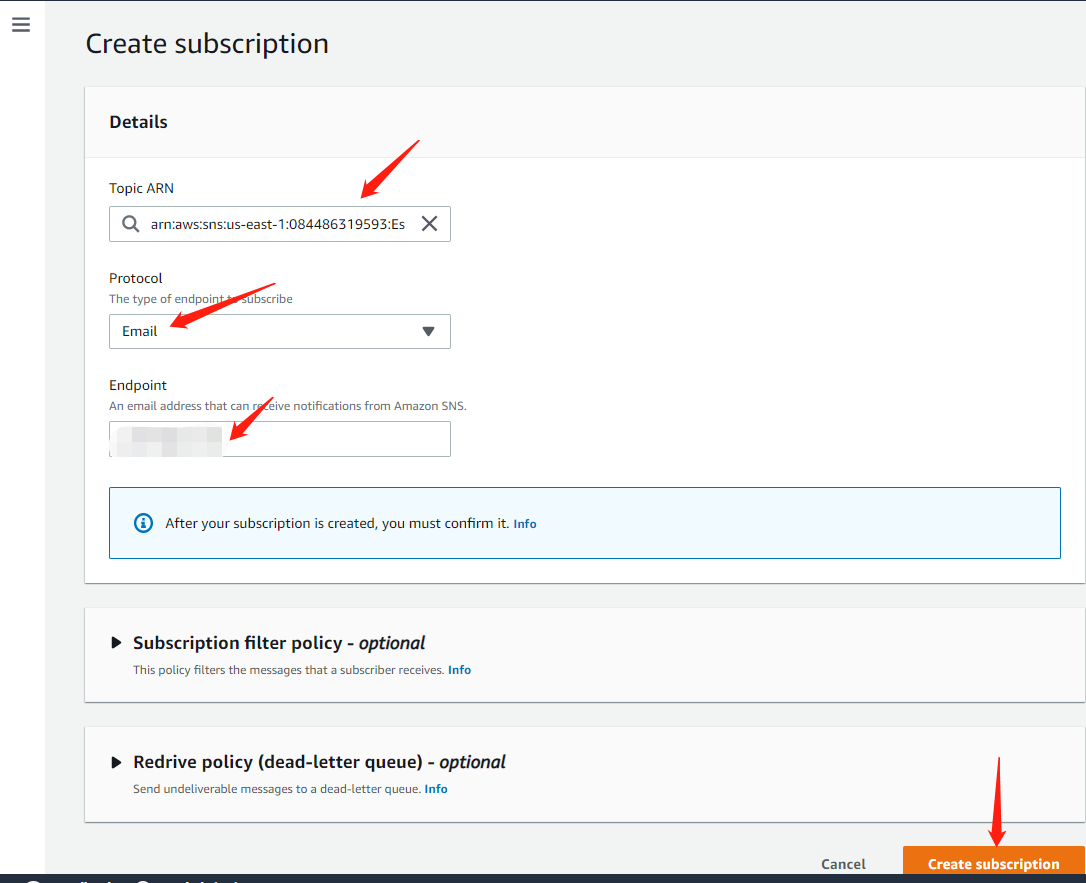 Create subscription
Details
Topic ARN
arn:aws:sns:us-east-1:084486319593:Es
Protocol
The type of endpoint to subscribe
Email
Endpoint
An email address that can receive notifications from Amazon SNS.
After your subscription is created, you must confirm it. Info
Subscription filter policy - optional
This policy filters the messages that a subscriber receives. Info
Redrive policy (dead-letter queue) - optional
Send undeliverable messages to a dead-letter queue. Info
Cancel
Create subscription